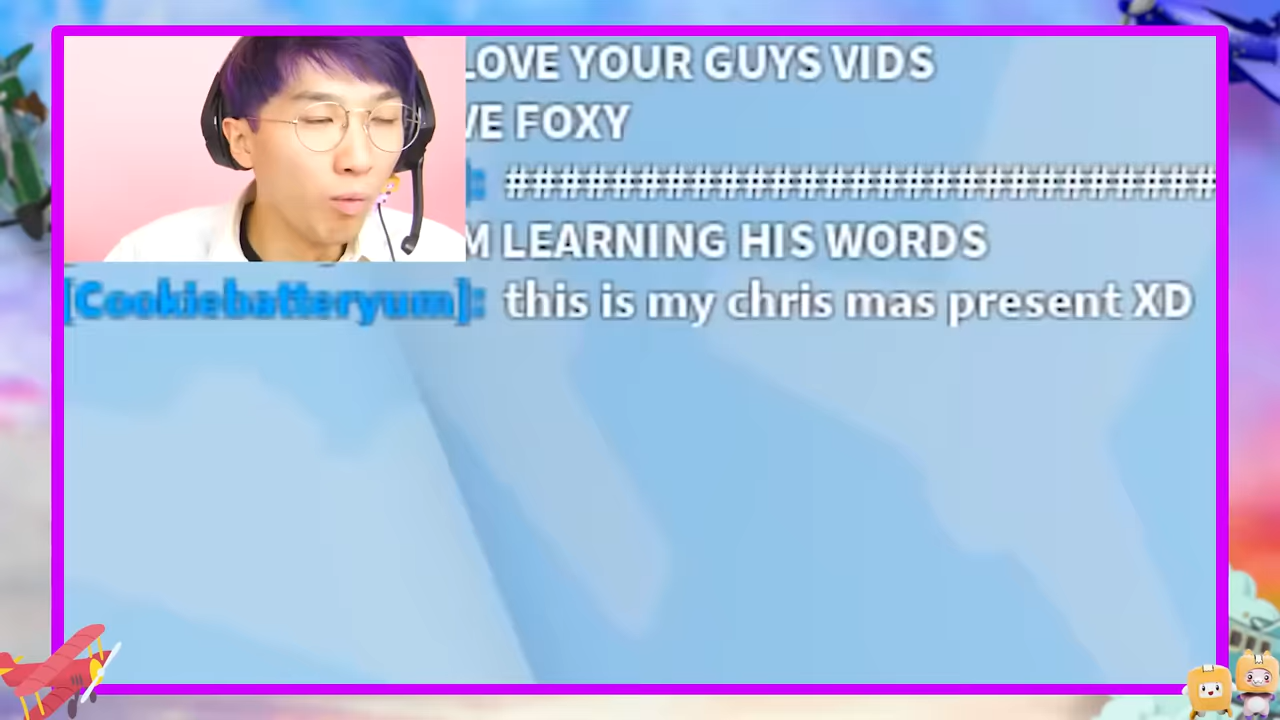 LOVE YOUR GUYS VIDS
VE FOXY
: ############################
M LEARNING HIS WORDS
[Cookiebatteryum]: this is my chris mas present XD